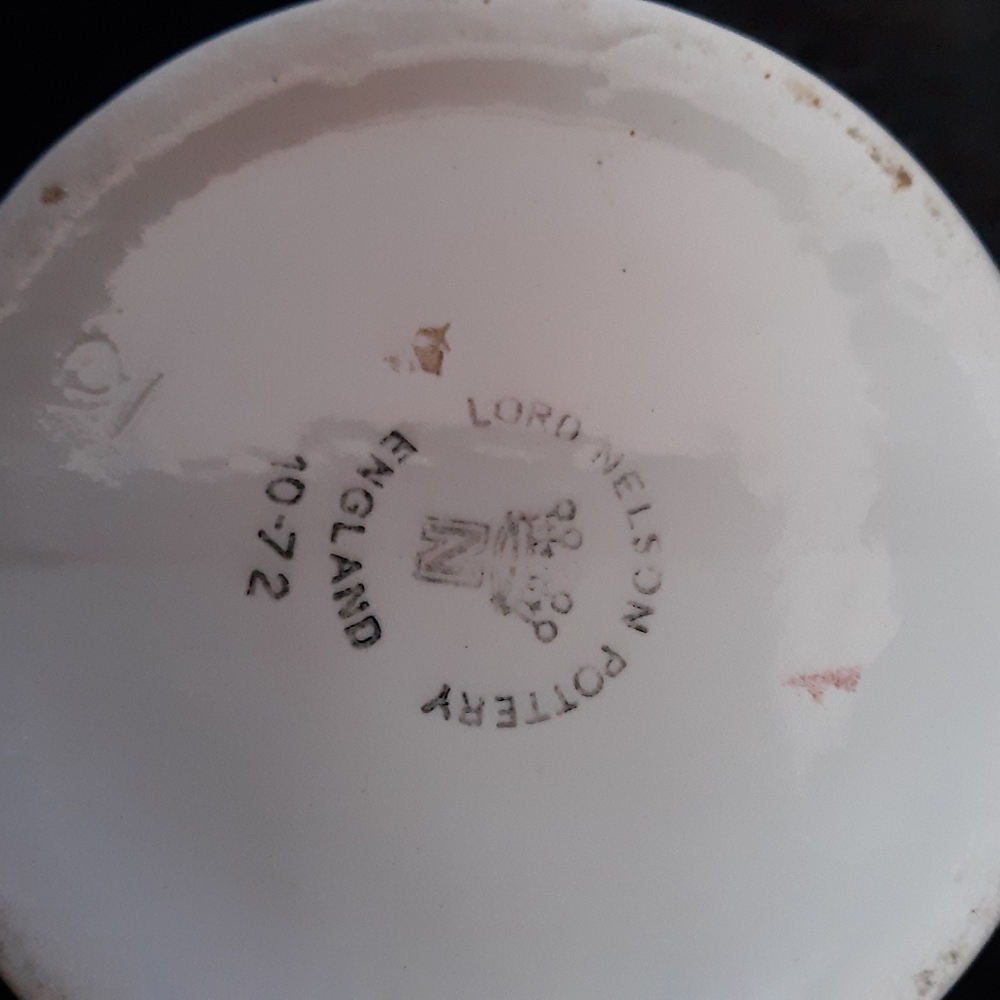 LORD NELSON POTTERY
N
ENGLAND
10-72